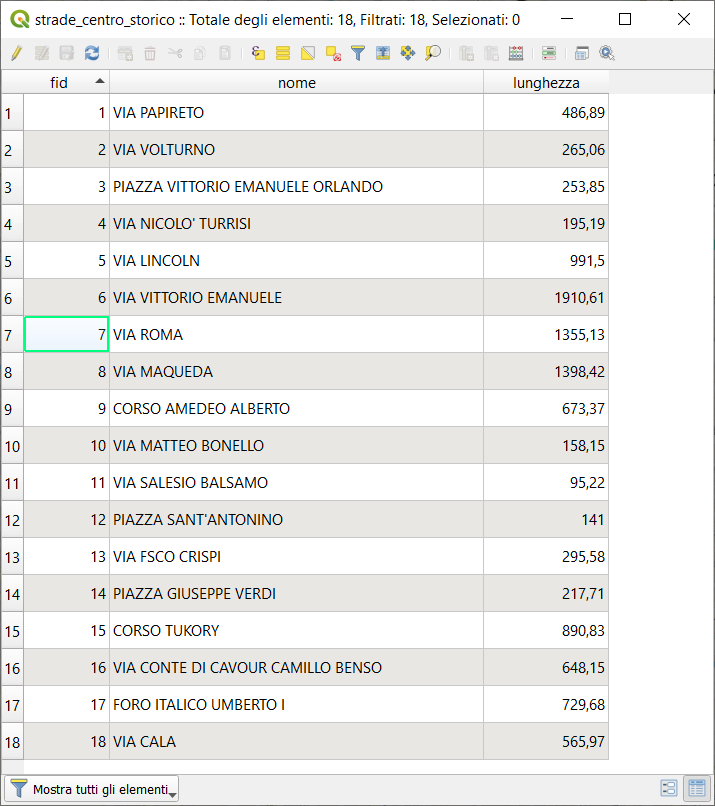 strade_centro_storico :: Totale degli elementi: 18, Filtrati: 18, Selezionati: 0
fid nome lunghezza
1 1 VIA PAPIRETO 486,89
2 2 VIA VOLTURNO 265,06
3 3 PIAZZA VITTORIO EMANUELE ORLANDO 253,85
4 4 VIA NICOLO' TURRISI 195,19
5 5 VIA LINCOLN 991,5
6 6 VIA VITTORIO EMANUELE 1910,61
7 7 VIA ROMA 1355,13
8 8 VIA MAQUEDA 1398,42
9 9 CORSO AMEDEO ALBERTO 673,37
10 10 VIA MATTEO BONELLO 158,15
11 11 VIA SALESIO BALSAMO 95,22
12 12 PIAZZA SANT'ANTONINO 141
13 13 VIA FSCO CRISPI 295,58
14 14 PIAZZA GIUSEPPE VERDI 217,71
15 15 CORSO TUKORY 890,83
16 16 VIA CONTE DI CAVOUR CAMILLO BENSO 648,15
17 17 FORO ITALICO UMBERTO I 729,68
18 18 VIA CALA 565,97
Mostra tutti gli elementi